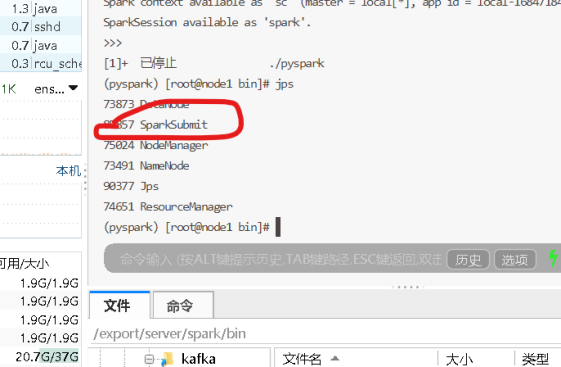 1.3 java
0.7 sshd
0.7 java
0.3 rcu_sche
1K ens...
本机
可用/大小
1.9G/1.9G
1.9G/1.9G
1.9G/1.9G
1.9G/1.9G
20.7G/37G
Spark context available as 'sc' (master = local[*], app id = local-16847184
SparkSession available as 'spark'.
>>>
[1]+ 已停止 ./pyspark
(pyspark) [root@node1 bin]# jps
73873 DataNode
857 SparkSubmit
75024 NodeManager
73491 NameNode
90377 Jps
74651 ResourceManager
(pyspark) [root@node1 bin]#
命令输入 (按ALT键提示历史,TAB键路径,ESC键返回,双击
历史 选项
文件 命令
/export/server/spark/bin
kafka
文件名 大小 类型